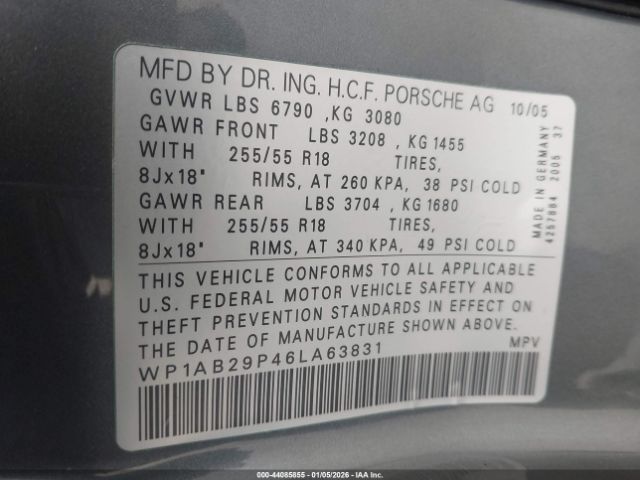 MFD BY DR. ING. H.C.F. PORSCHE AG 10/05
GVWR LBS 6790 ,KG 3080
GAWR FRONT LBS 3208 , KG 1455
WITH 255/55 R18 TIRES,
8Jx18" RIMS, AT 260 KPA, 38 PSI COLD
GAWR REAR LBS 3704 , KG 1680
WITH 255/55 R18 TIRES,
8Jx18" RIMS, AT 340 KPA, 49 PSI COLD
MADE IN GERMANY
4257884 2005 37
THIS VEHICLE CONFORMS TO ALL APPLICABLE
U.S. FEDERAL MOTOR VEHICLE SAFETY AND
THEFT PREVENTION STANDARDS IN EFFECT ON
THE DATE OF MANUFACTURE SHOWN ABOVE.
WP1AB29P46LA63831 MPV
000-44085855 - 01/05/2026 - IAA Inc.